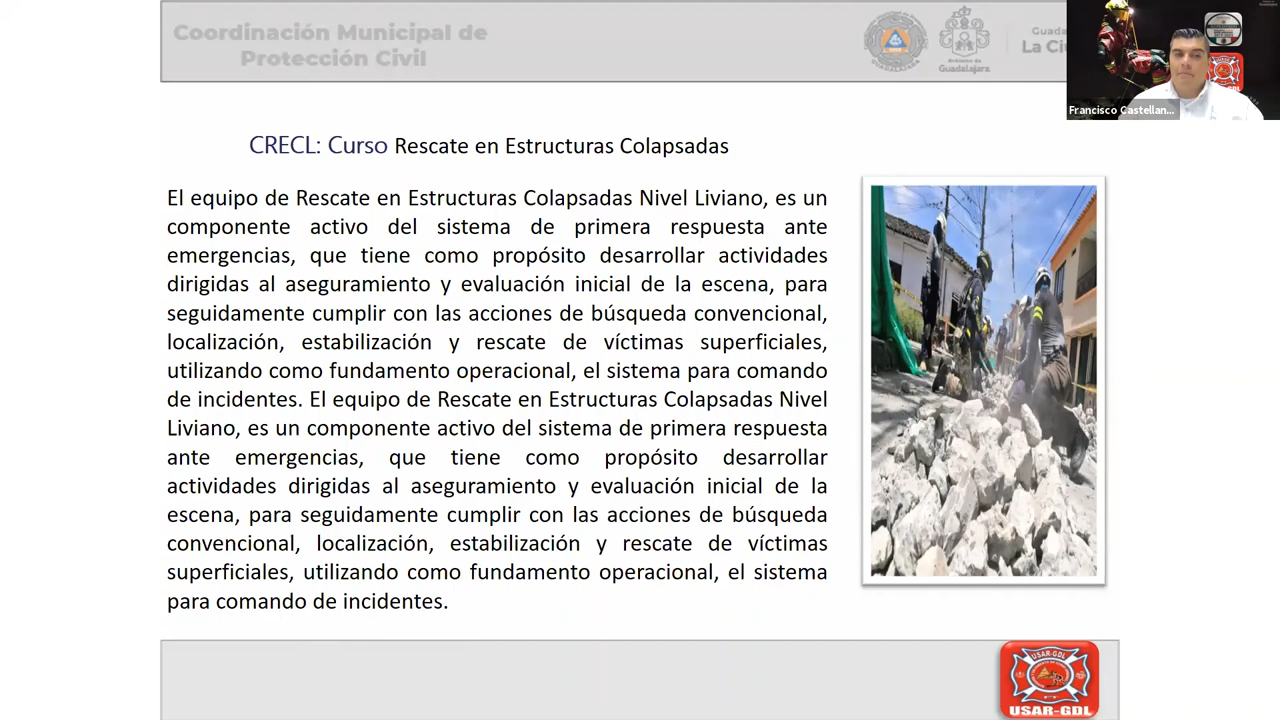 Coordinación Municipal de
Protección Civil
GUADALAJARA
Gobierno de
Guadalajara
Francisco Castellan...
CRECL: Curso Rescate en Estructuras Colapsadas
El equipo de Rescate en Estructuras Colapsadas Nivel Liviano, es un
componente activo del sistema de primera respuesta ante
emergencias, que tiene como propósito desarrollar actividades
dirigidas al aseguramiento y evaluación inicial de la escena, para
seguidamente cumplir con las acciones de búsqueda convencional,
localización, estabilización y rescate de víctimas superficiales,
utilizando como fundamento operacional, el sistema para comando
de incidentes. El equipo de Rescate en Estructuras Colapsadas Nivel
Liviano, es un componente activo del sistema de primera respuesta
ante emergencias, que tiene como propósito desarrollar
actividades dirigidas al aseguramiento y evaluación inicial de la
escena, para seguidamente cumplir con las acciones de búsqueda
convencional, localización, estabilización y rescate de víctimas
superficiales, utilizando como fundamento operacional, el sistema
para comando de incidentes.
USAR-GDL
USAR-GDL